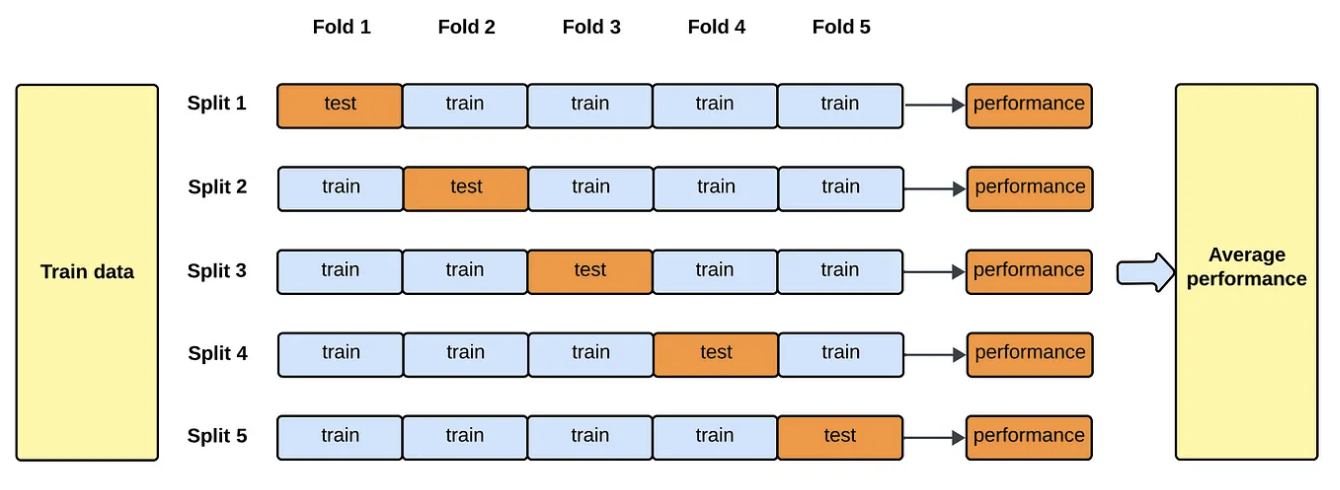 Fold 1 Fold 2 Fold 3 Fold 4 Fold 5
Split 1 test train train train train performance
Split 2 train test train train train performance
Train data
Split 3 train train test train train performance
Average
performance
Split 4 train train train test train performance
Split 5 train train train train test performance